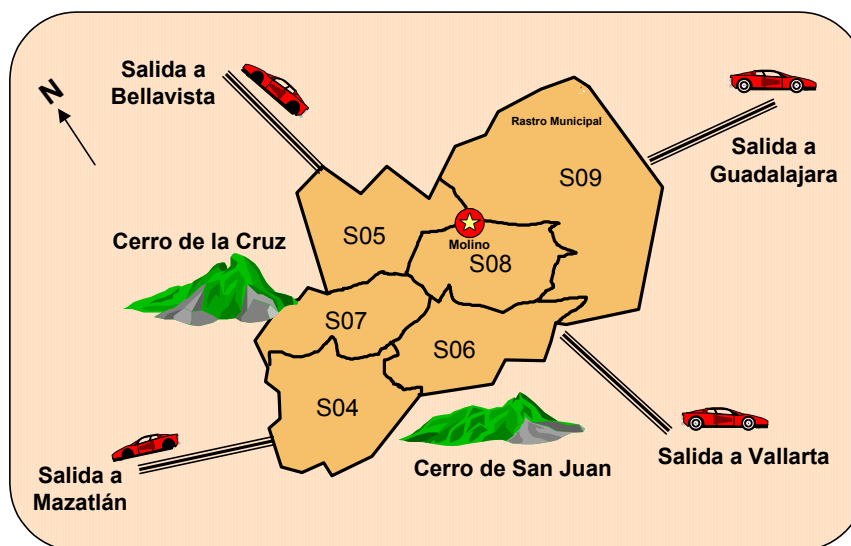 N
Salida a
Bellavista
Rastro Municipal
Salida a
Guadalajara
S09
S05
Molino
S08
Cerro de la Cruz
S07
S06
S04
Salida a
Mazatlán
Cerro de San Juan
Salida a Vallarta